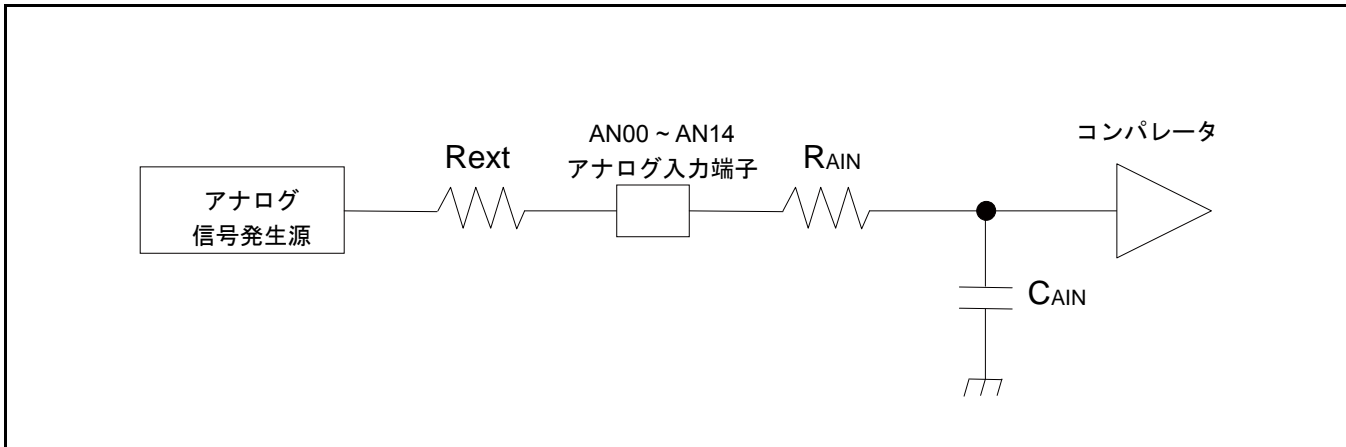 アナログ
信号発生源
Rext
AN00 ~ AN14
アナログ入力端子
RAIN
コンパレータ
CAIN